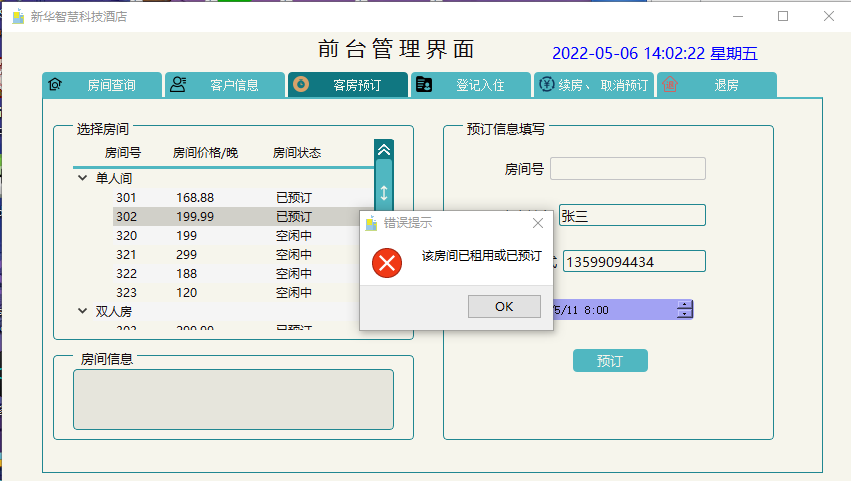 新华智慧科技酒店
前台管理界面
2022-05-06 14:02:22 星期五
房间查询 客户信息 客房预订 登记入住 续房、取消预订 退房
选择房间
房间号 房间价格/晚 房间状态
单人间
301 168.88 已预订
302 199.99 已预订
320 199 空闲中
321 299 空闲中
322 188 空闲中
323 120 空闲中
双人房
房间信息
预订信息填写
房间号
张三
13599094434
5/11 8:00
预订
错误提示
该房间已租用或已预订
OK